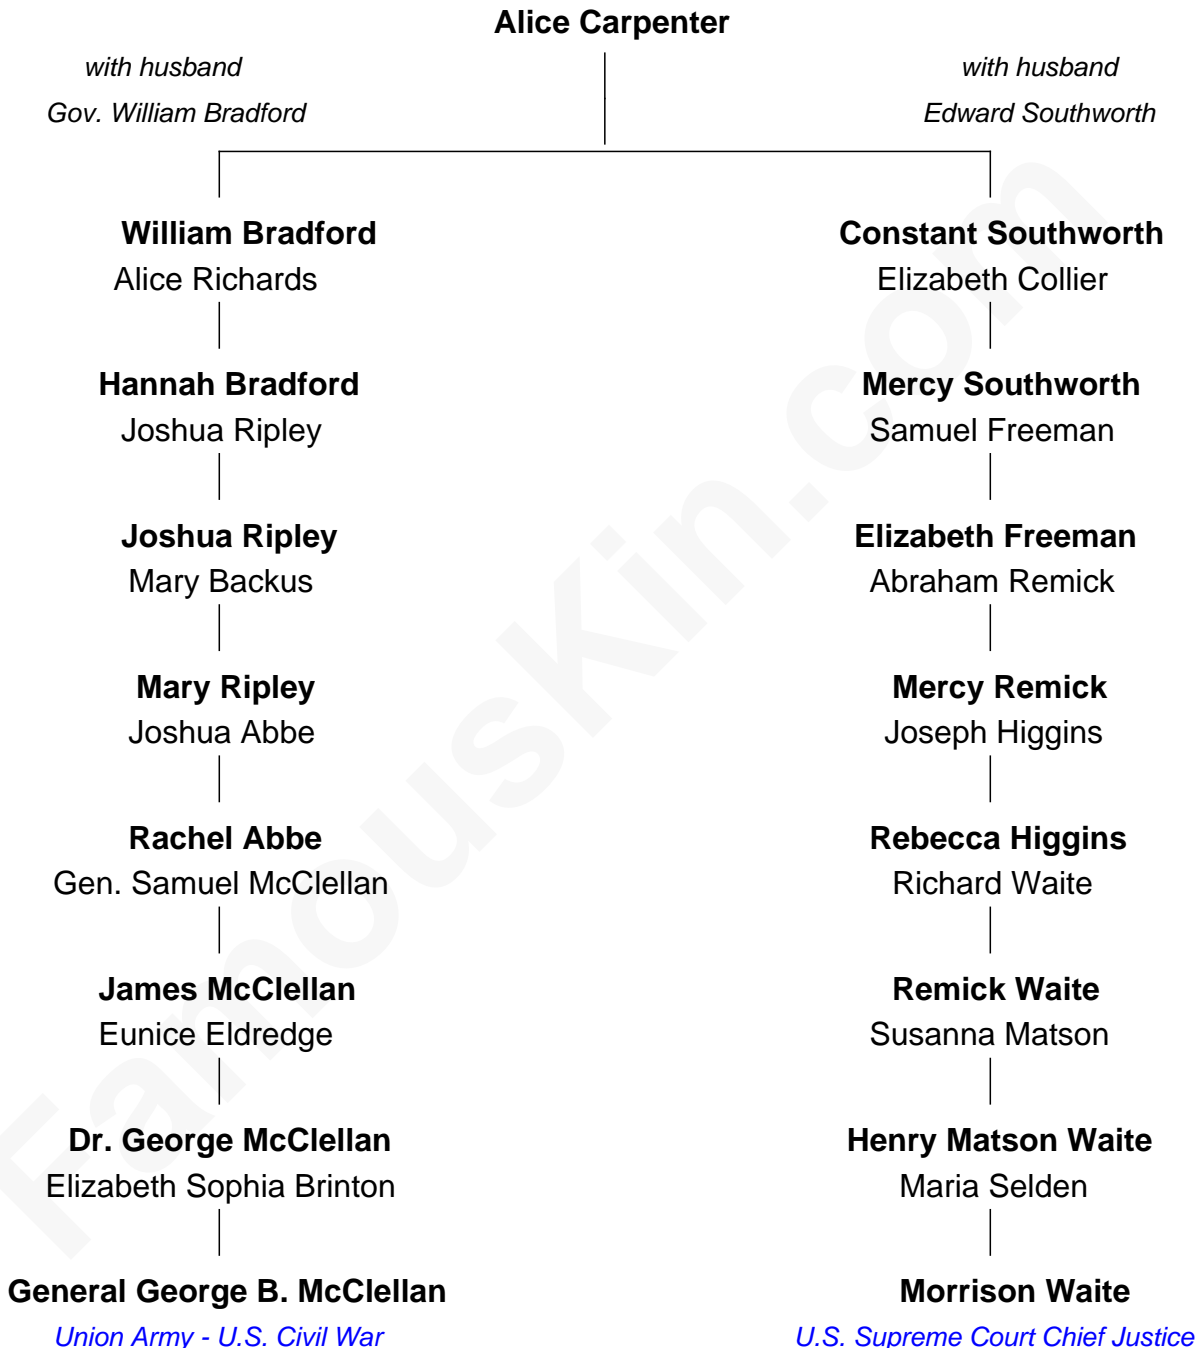 Alice Carpenter
with husband
Gov. William Bradford
with husband
Edward Southworth
William Bradford
Alice Richards
Constant Southworth
Elizabeth Collier
Hannah Bradford
Joshua Ripley
Mercy Southworth
Samuel Freeman
Joshua Ripley
Mary Backus
Elizabeth Freeman
Abraham Remick
Mary Ripley
Joshua Abbe
Mercy Remick
Joseph Higgins
Rachel Abbe
Gen. Samuel McClellan
Rebecca Higgins
Richard Waite
James McClellan
Eunice Eldredge
Remick Waite
Susanna Matson
Dr. George McClellan
Elizabeth Sophia Brinton
Henry Matson Waite
Maria Selden
General George B. McClellan
Union Army - U.S. Civil War
Morrison Waite
U.S. Supreme Court Chief Justice
FamousKin.com